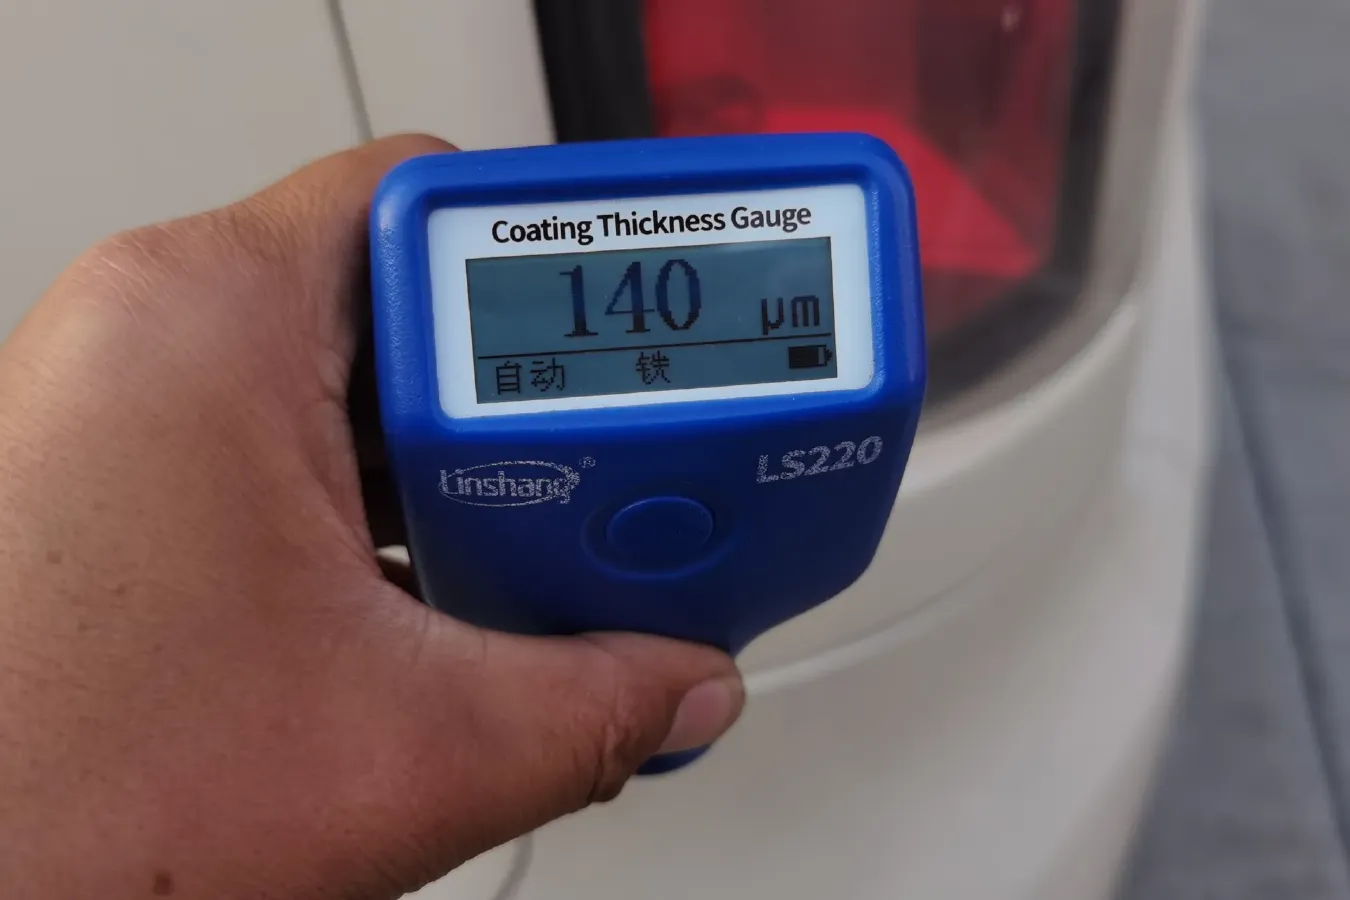 Coating Thickness Gauge
140 μm
自动 铁
Linshang®
LS220